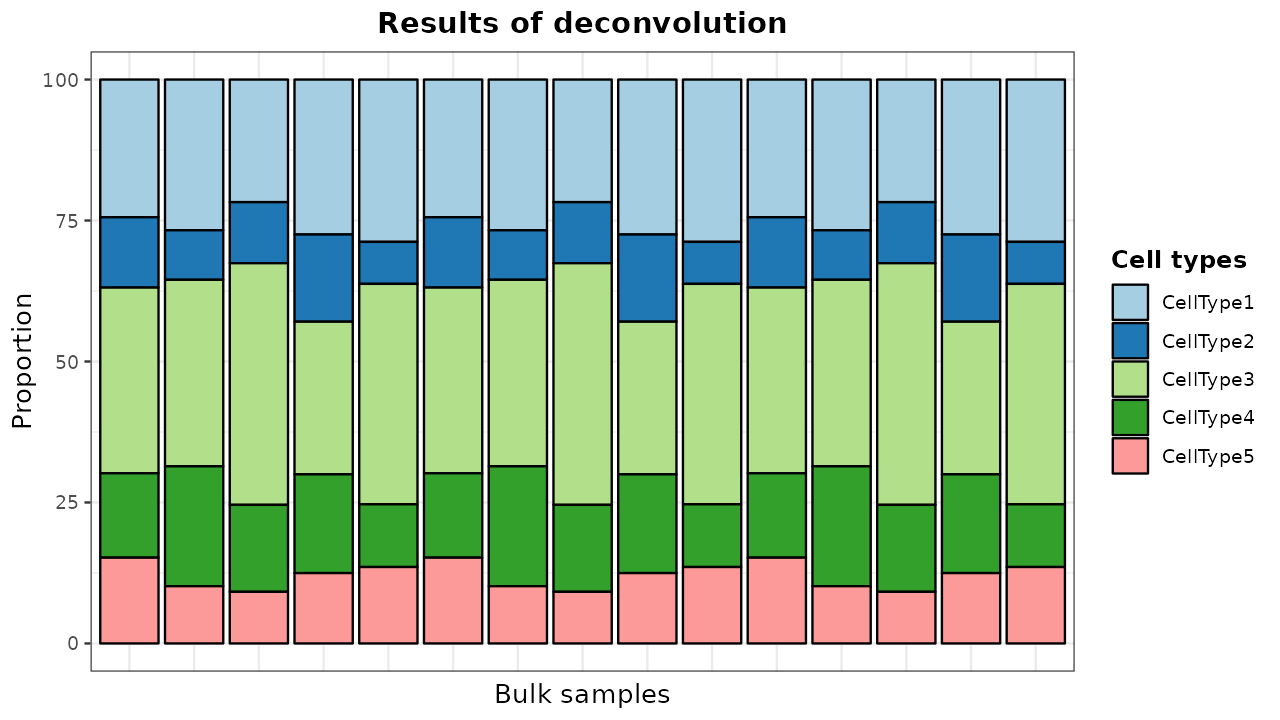 Results of deconvolution
Proportion
100
75
50
25
0
Bulk samples
Cell types
CellType1
CellType2
CellType3
CellType4
CellType5